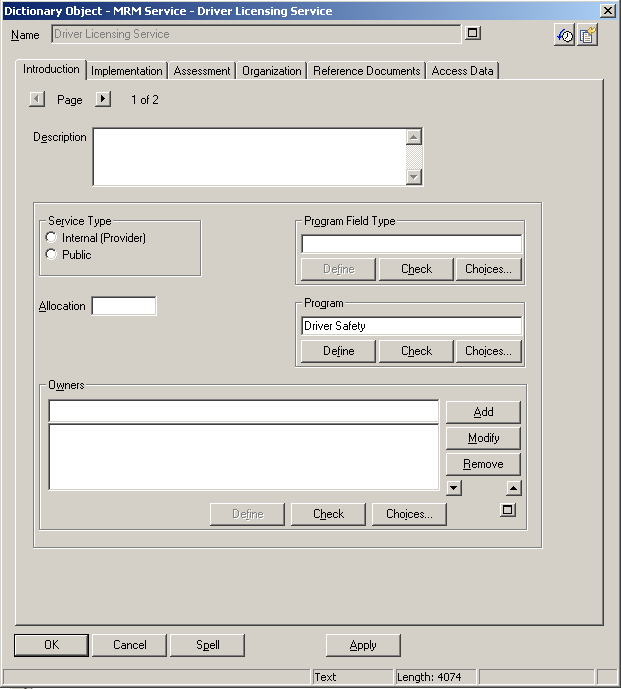 Dictionary Object - MRM Service - Driver Licensing Service
Name Driver Licensing Service
Introduction Implementation Assessment Organization Reference Documents Access Data
Page 1 of 2
Description
Service Type Program Field Type
Internal (Provider)
Public
Define Check Choices...
Allocation
Program
Driver Safety
Define Check Choices...
Owners
Add
Modify
Remove
Define Check Choices...
OK Cancel Spell Apply
Text Length: 4074